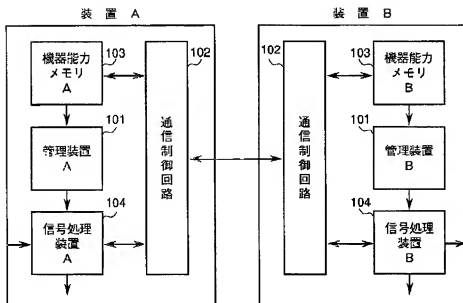 装置A
装置B
機器能力
メモリ
A
103
102
101
管理装置
A
104
信号処理
装置
A
通信制御回路
102
103
機器能力
メモリ
B
通信制御回路
101
管理装置
B
104
信号処理
装置
B